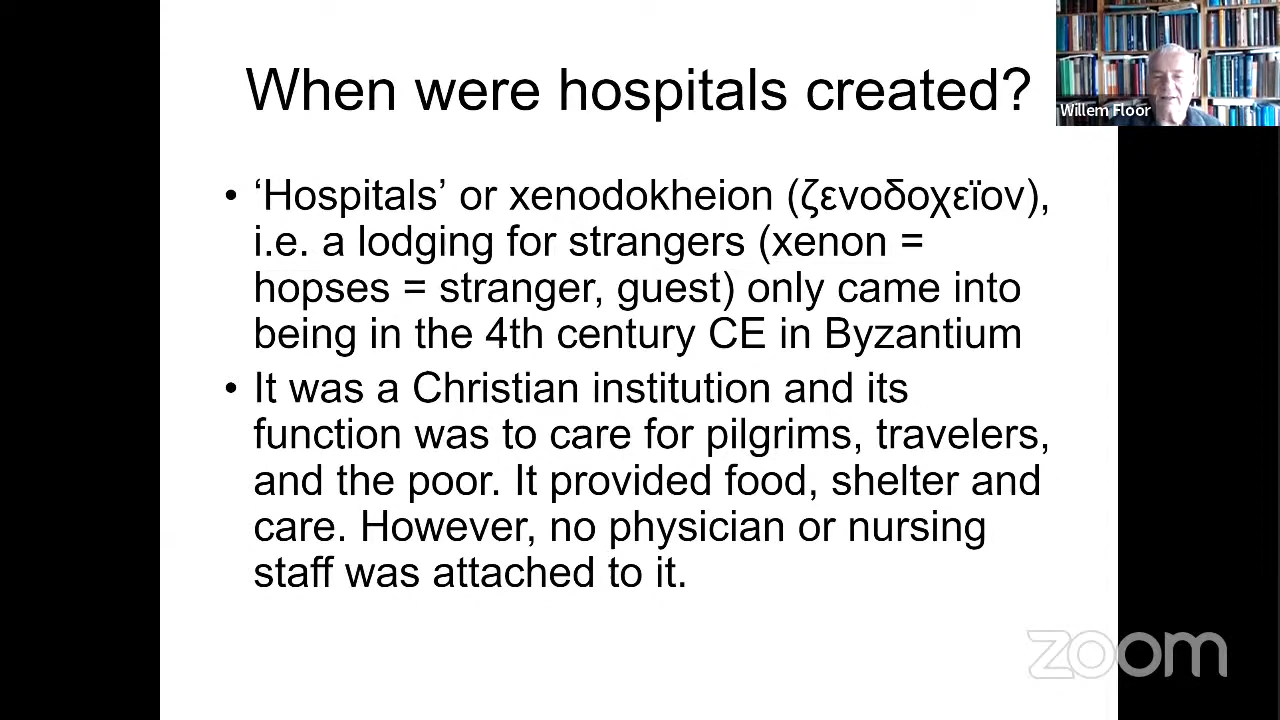 When were hospitals created?
Willem Floor
• ‘Hospitals’ or xenodokheion (ζενοδοχεϊον),
i.e. a lodging for strangers (xenon =
hopses = stranger, guest) only came into
being in the 4th century CE in Byzantium
• It was a Christian institution and its
function was to care for pilgrims, travelers,
and the poor. It provided food, shelter and
care. However, no physician or nursing
staff was attached to it.
zoom